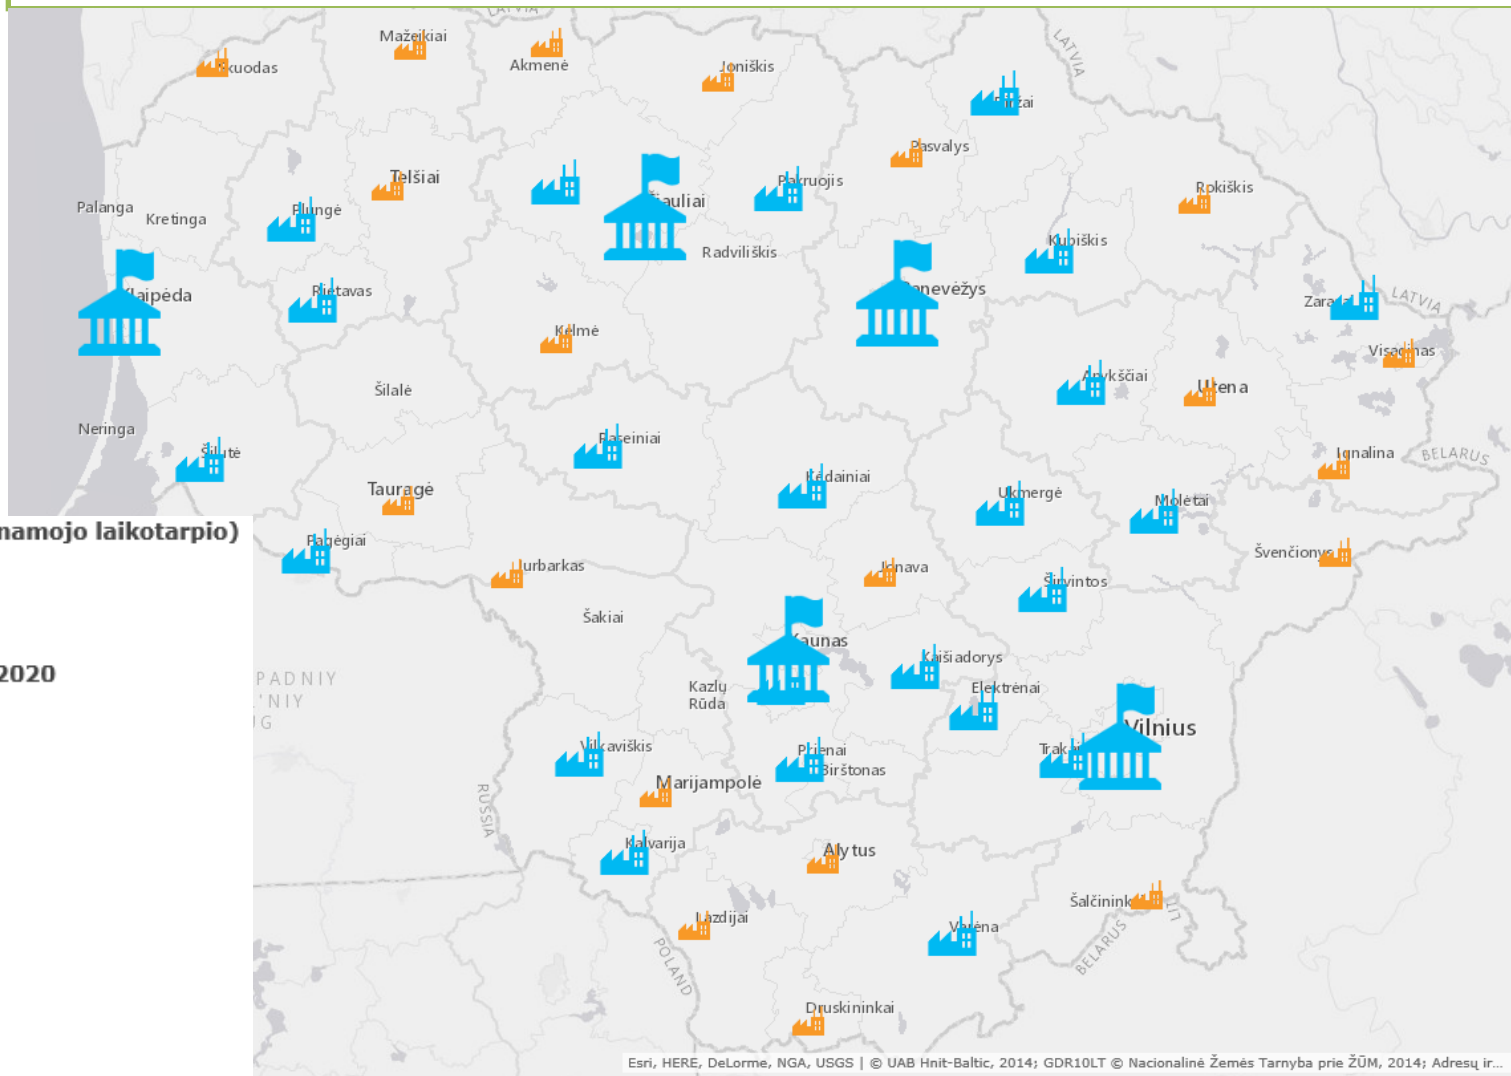 LATVIA
Mažeikiai
Akmenė
LATVIA
Joniškis
Telšiai
Pasvalys
Pakruojis
Rokiškis
Palanga
Kretinga
Plungė
Šiauliai
Radviliškis
Kupiškis
Klaipėda
Rietavas
Panevėžys
LATVIA
Kelmė
Visaginas
Šilalė
Anykščiai
Utena
Neringa
Šilutė
Raseiniai
Ignalina
BELARUS
Kėdainiai
Tauragė
Ukmergė
Molėtai
namojo laikotarpio)
Pagėgiai
Jurbarkas
Jonava
Širvintos
Švenčionys
Šakiai
Kaunas
Kaišiadorys
2020
PADNIY
'NIY
UG
Kazlų
Rūda
Elektrėnai
Vilnius
Vilkaviškis
Prienai
Birštonas
Trakai
Marijampolė
RUSSIA
Kalvarija
Alytus
Lazdijai
Varėna
BELARUS
POLAND
Druskininkai
Esri, HERE, DeLorme, NGA, USGS | © UAB Hnit-Baltic, 2014; GDR10LT © Nacionalinė Žemės Tarnyba prie ŽŪM, 2014; Adresų ir...